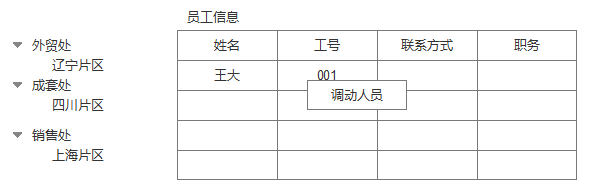 员工信息
外贸处
辽宁片区
成套处
四川片区
销售处
上海片区
姓名 工号 联系方式 职务
王大 001
调动人员